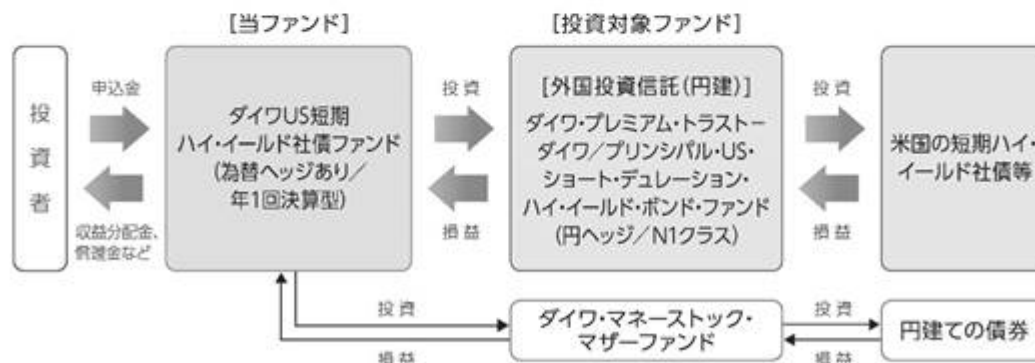 [当ファンド]
[投資対象ファンド]
投資者
申込金
収益分配金、
償還金など
ダイワUS短期
ハイ・イールド社債ファンド
(為替ヘッジあり/
年1回決算型)
投資
損益
[外国投資信託(円建)]
ダイワ・プレミアム・トラスト−
ダイワ/プリンシパル・US・
ショート・デュレーション・
ハイ・イールド・ボンド・ファンド
(円ヘッジ/N1クラス)
投資
損益
米国の短期ハイ・
イールド社債等
投資
損益
ダイワ・マネーストック・
マザーファンド
投資
損益
円建ての債券